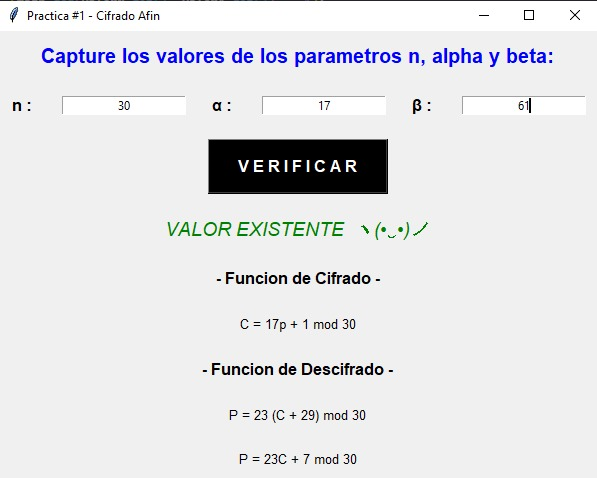 Practica #1 - Cifrado Afin
Capture los valores de los parametros n, alpha y beta:
n : 30 α : 17 β : 61
VERIFICAR
VALOR EXISTENTE ヽ(•‿•)ノ
- Funcion de Cifrado -
C = 17p + 1 mod 30
- Funcion de Descifrado -
P = 23 (C + 29) mod 30
P = 23C + 7 mod 30